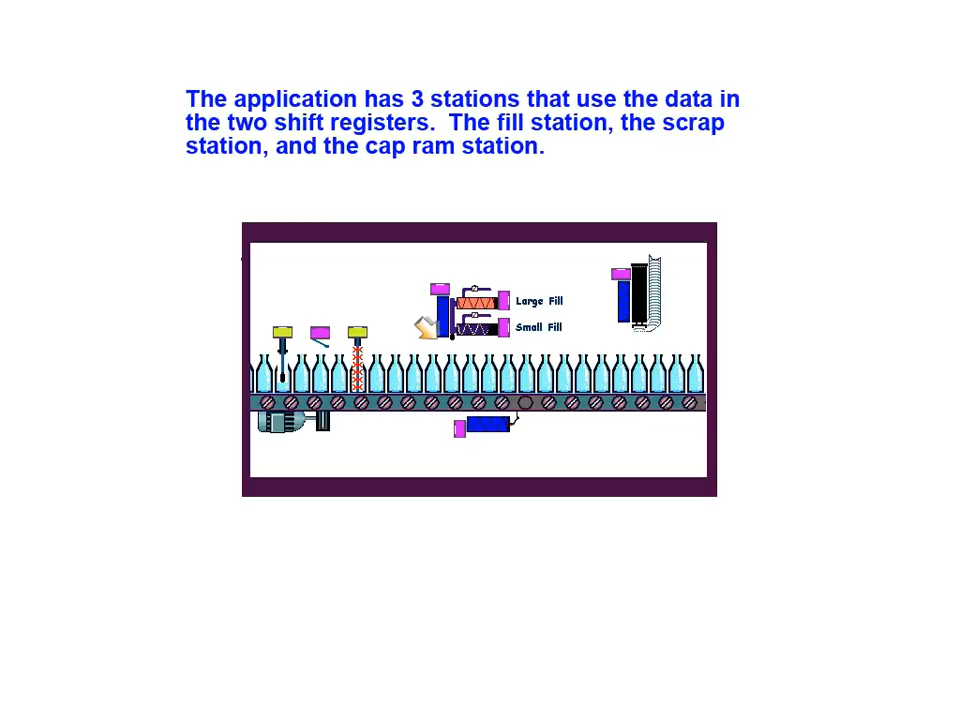 The application has 3 stations that use the data in
the two shift registers.  The fill station, the scrap
station, and the cap ram station.
Large Fill
Small Fill